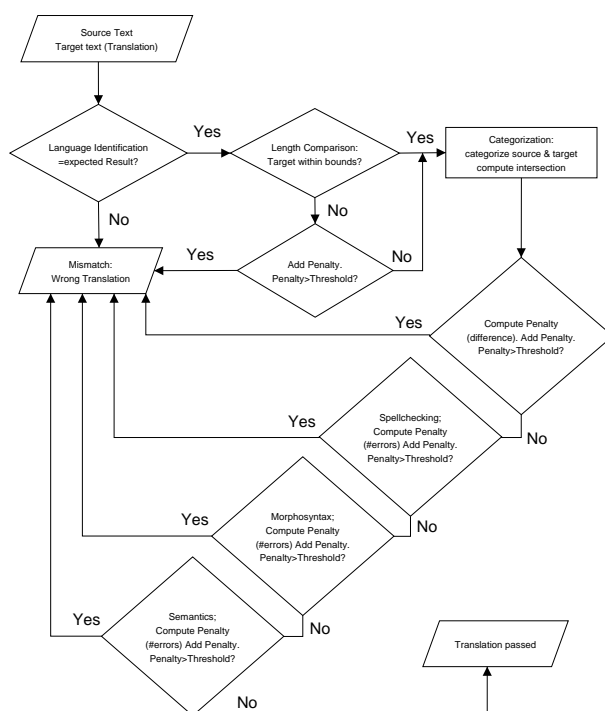 Source Text
Target text (Translation)
Language Identification
=expected Result?
Yes
Length Comparison:
Target within bounds?
Yes
Categorization:
categorize source & target
compute intersection
No
No
Mismatch:
Wrong Translation
Yes
Add Penalty.
Penalty>Threshold?
No
Yes
Compute Penalty
(difference). Add Penalty.
Penalty>Threshold?
Yes
Spellchecking;
Compute Penalty
(#errors) Add Penalty.
Penalty>Threshold?
No
Yes
Morphosyntax;
Compute Penalty
(#errors) Add Penalty.
Penalty>Threshold?
No
Yes
Semantics;
Compute Penalty
(#errors) Add Penalty.
Penalty>Threshold?
No
Translation passed
No